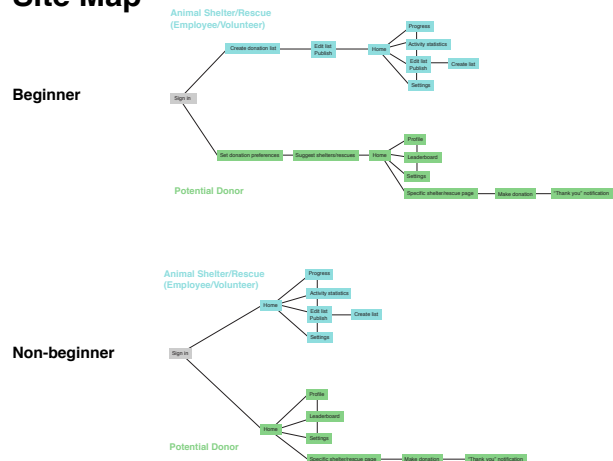 Site Map
Animal Shelter/Rescue
(Employee/Volunteer)
Progress
Create donation list
Edit list
Publish
Home
Activity statistics
Edit list
Publish
Create list
Settings
Beginner
Sign in
Profile
Set donation preferences
Suggest shelters/rescues
Home
Leaderboard
Settings
Potential Donor
Specific shelter/rescue page
Make donation
"Thank you" notification
Animal Shelter/Rescue
(Employee/Volunteer)
Progress
Activity statistics
Home
Edit list
Publish
Create list
Settings
Non-beginner
Sign in
Profile
Leaderboard
Home
Settings
Potential Donor
Specific shelter/rescue page
Make donation
"Thank you" notification